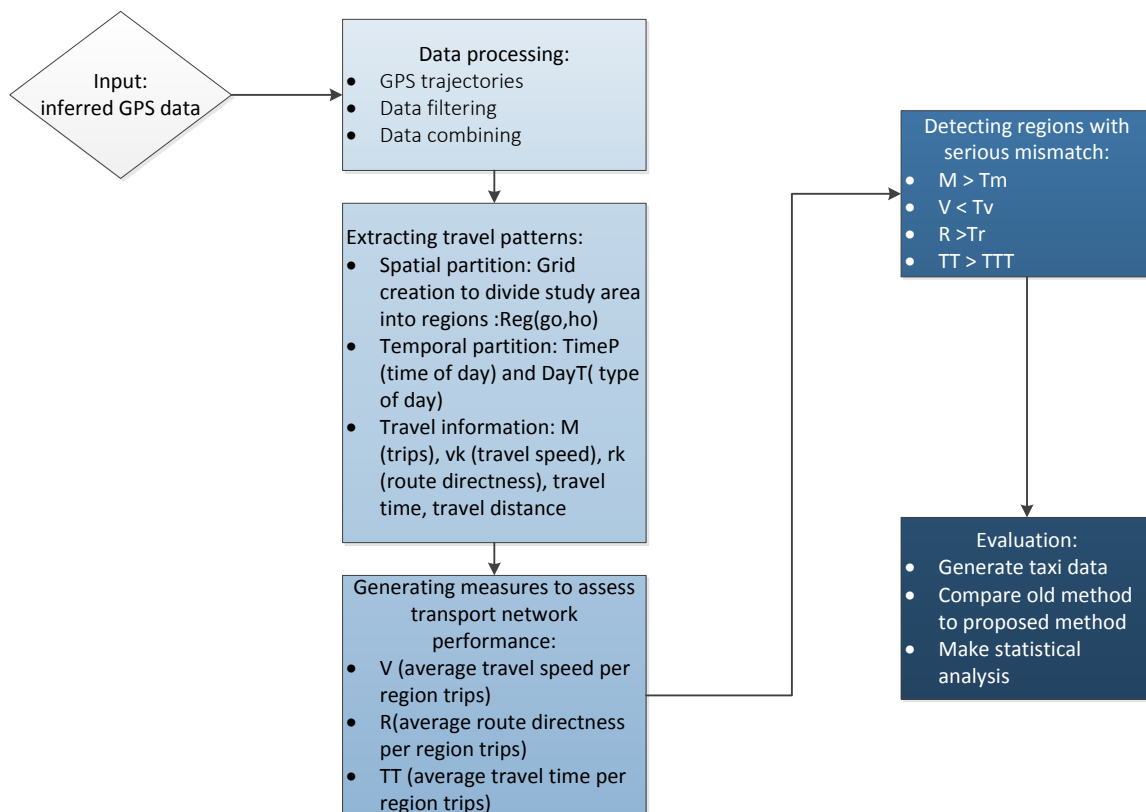 Input:
inferred GPS data
Data processing:
• GPS trajectories
• Data filtering
• Data combining
Extracting travel patterns:
• Spatial partition: Grid
creation to divide study area
into regions :Reg(go,ho)
• Temporal partition: TimeP
(time of day) and DayT( type
of day)
• Travel information: M
(trips), vk (travel speed), rk
(route directness), travel
time, travel distance
Generating measures to assess
transport network
performance:
• V (average travel speed per
region trips)
• R(average route directness
per region trips)
• TT (average travel time per
region trips)
Detecting regions with
serious mismatch:
• M > Tm
• V < Tv
• R >Tr
• TT > TTT
Evaluation:
• Generate taxi data
• Compare old method
to proposed method
• Make statistical
analysis